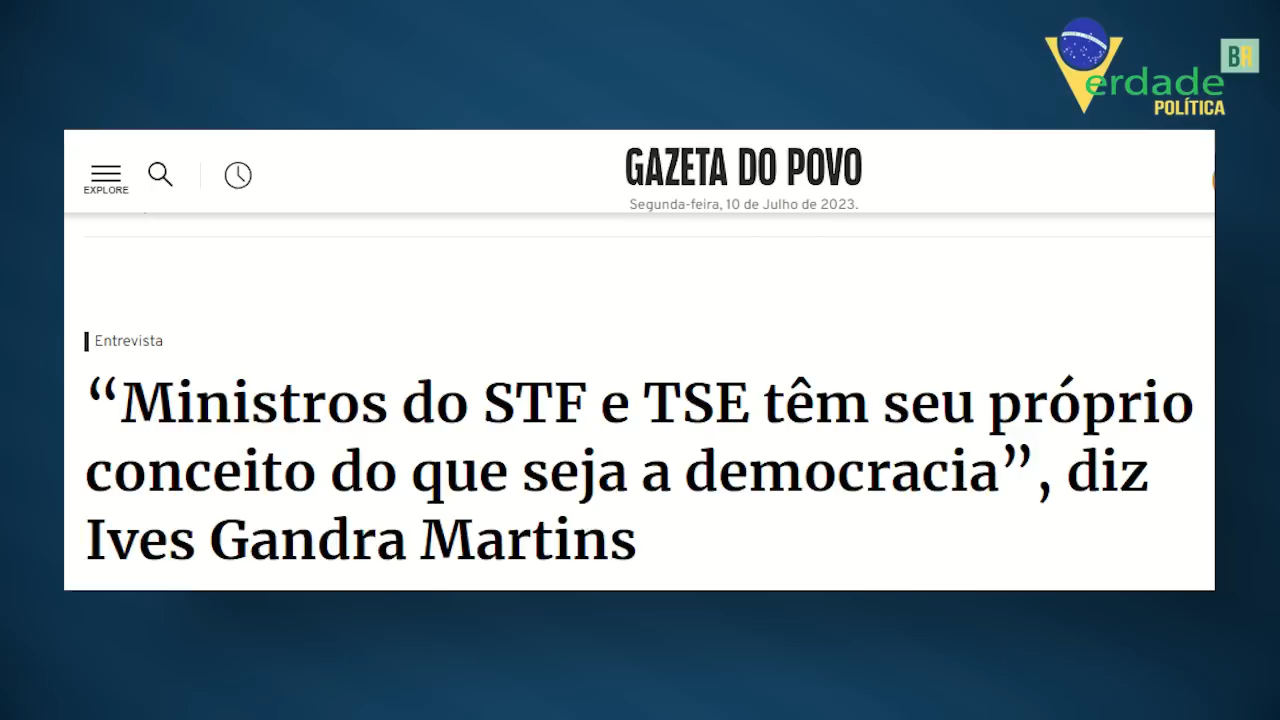 Verdade
BR
POLÍTICA
EXPLORE
GAZETA DO POVO
Segunda-feira, 10 de Julho de 2023.
Entrevista
“Ministros do STF e TSE têm seu próprio
conceito do que seja a democracia”, diz
Ives Gandra Martins